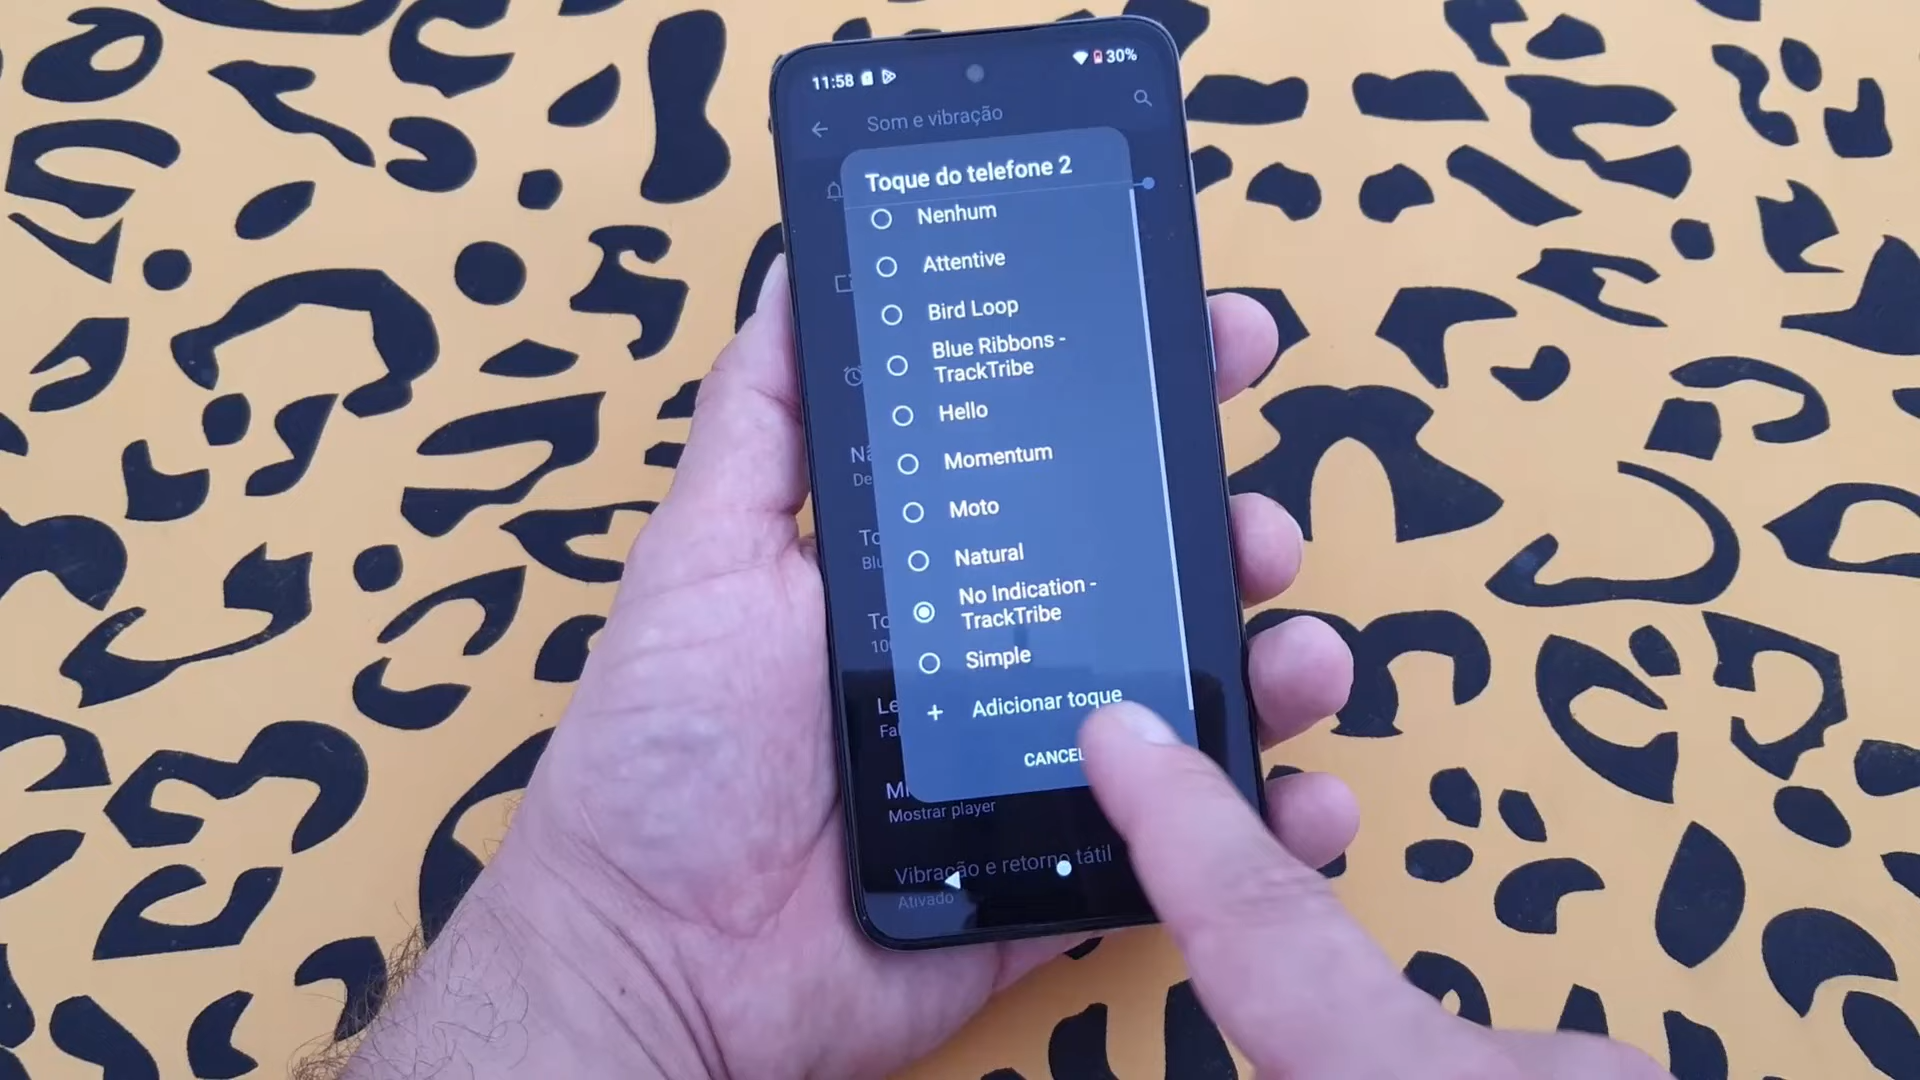 11:58
30%
Som e vibração
Toque do telefone 2
Nenhum
Attentive
Bird Loop
Blue Ribbons -
TrackTribe
Hello
Momentum
Moto
Natural
No Indication -
TrackTribe
Simple
+ Adicionar toque
CANCEL
Mostrar player
Vibração e retorno tátil
Ativado